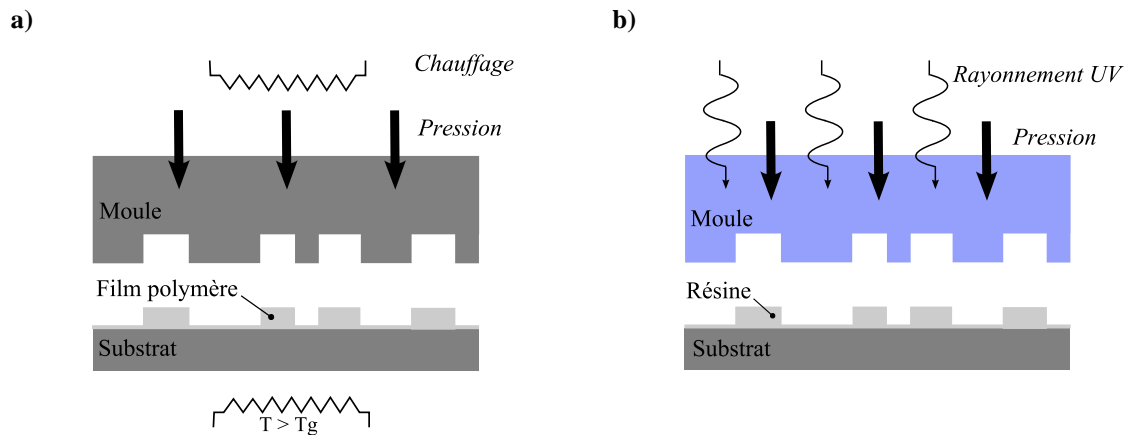 a)
Chauffage
Pression
Moule
Film polymère
Substrat
T > Tg
b)
Rayonnement UV
Pression
Moule
Résine
Substrat